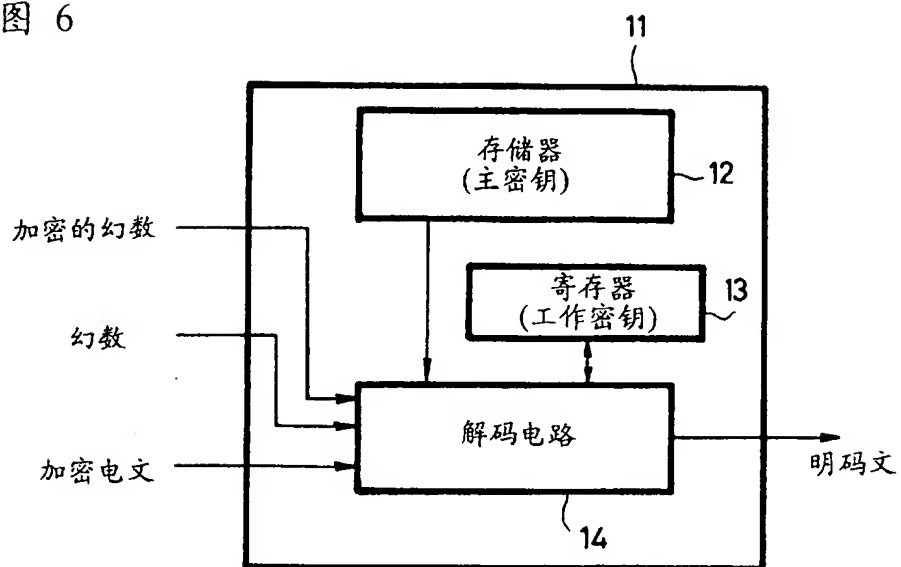 图 6
11
存储器
(主密钥)
12
加密的幻数
寄存器
(工作密钥)
13
幻数
解码电路
加密电文
明码文
14